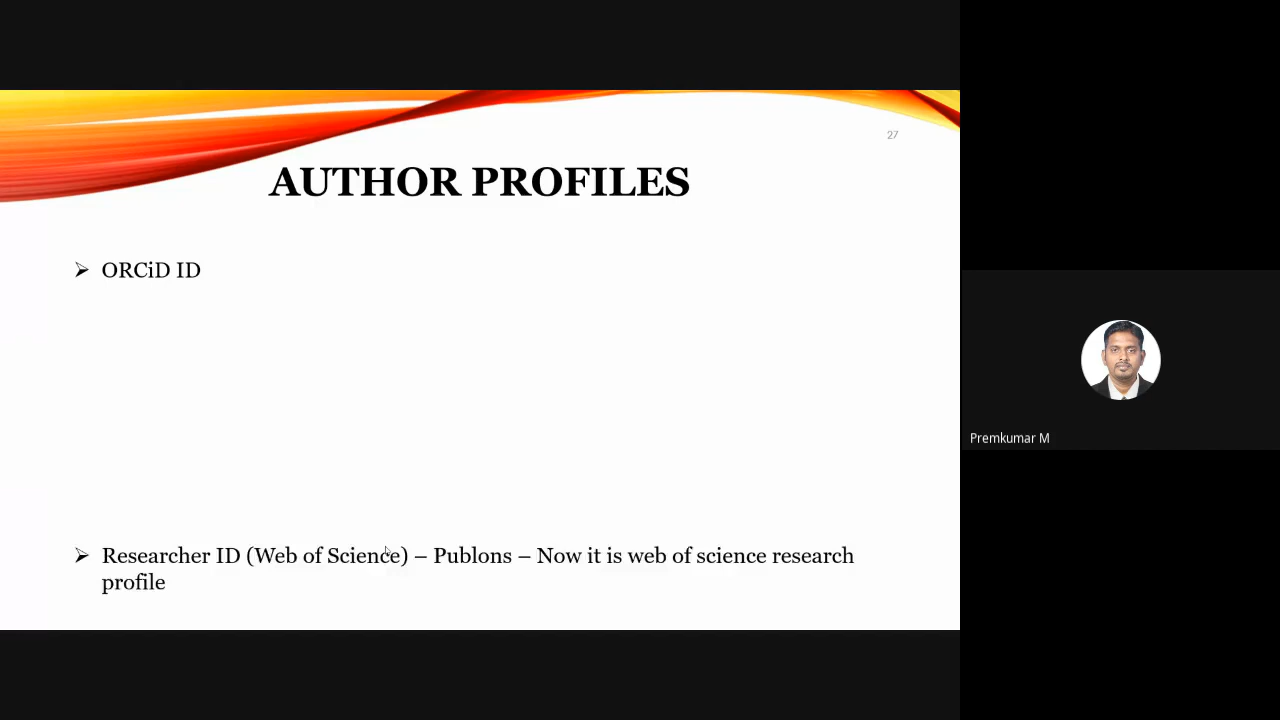 27
AUTHOR PROFILES
➢ ORCiD ID
➢ Researcher ID (Web of Science) – Publons – Now it is web of science research
profile
Premkumar M